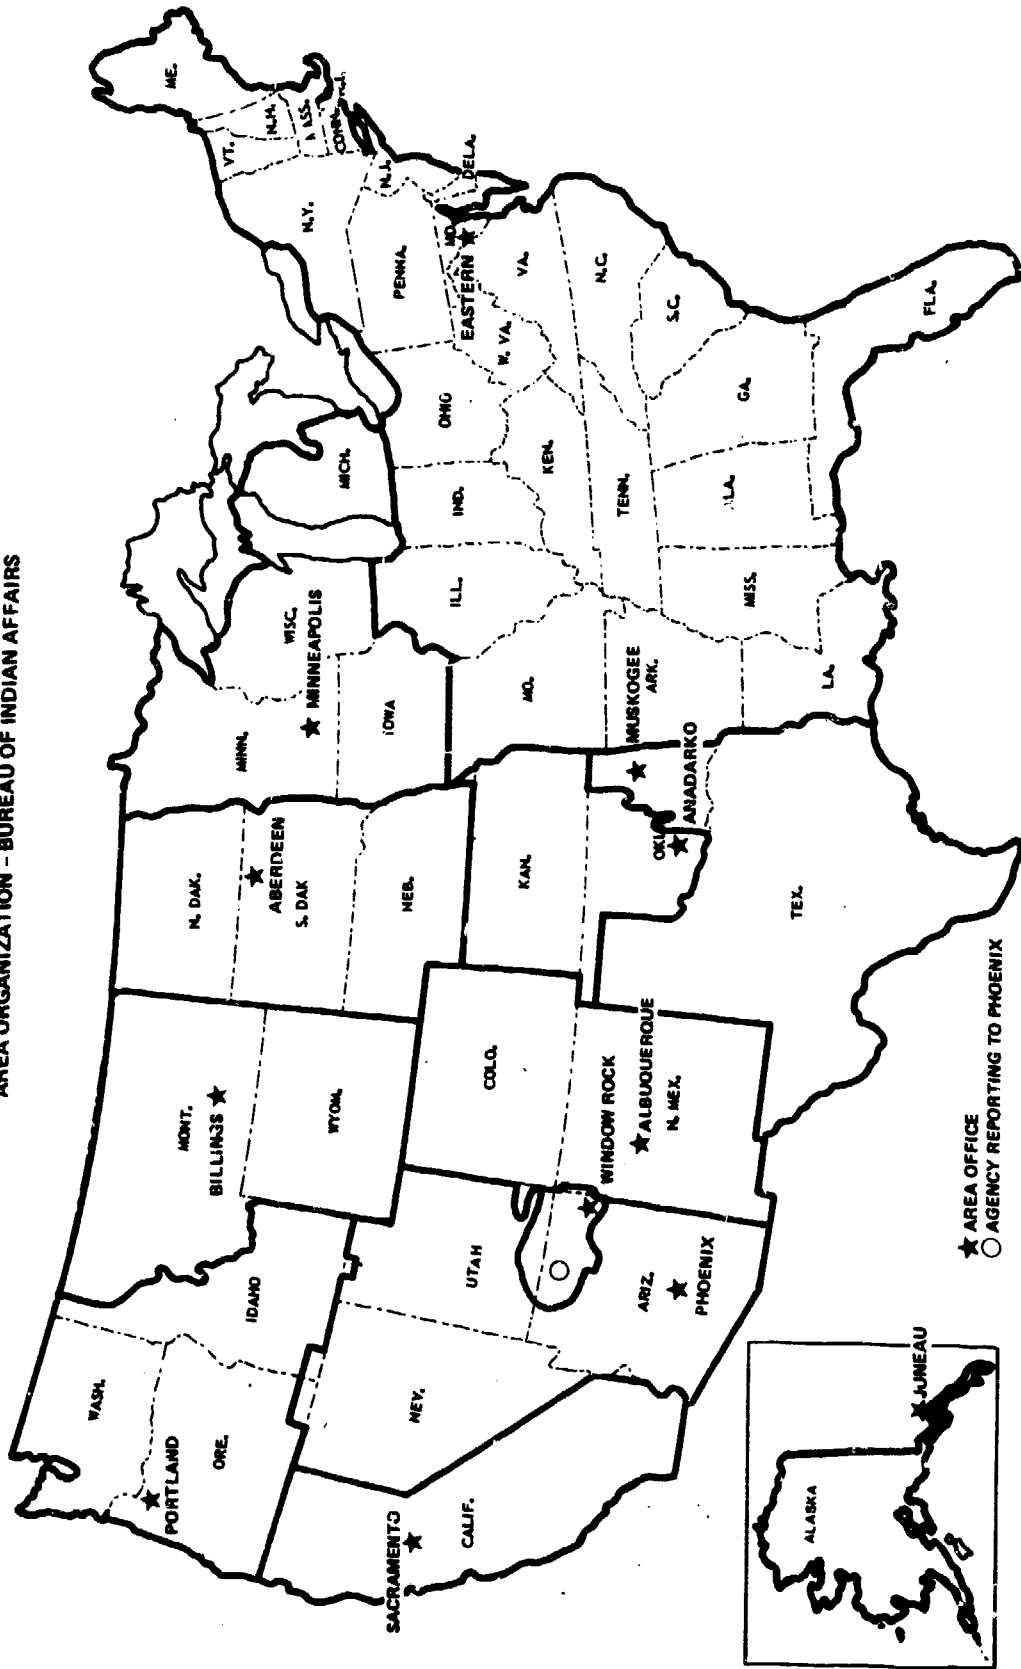 AREA ORGANIZATION - BUREAU OF INDIAN AFFAIRS
WASH.
PORTLAND
ORE.
IDAHO
MONT.
BILLINGS
WYOM.
N. DAK.
ABERDEEN
S. DAK
NEB.
MINN.
WISC.
MINNEAPOLIS
IOWA
MICH.
ME.
VT.
N.H.
CONN.
N.Y.
N.J.
PENNA.
DELA.
MD.
EASTERN
VA.
W. VA.
OHIO
IND.
ILL.
KEN.
TENN.
N.C.
S.C.
GA.
FLA.
MISS.
LA.
ARK.
MUSKOGEE
MO.
KAN.
ANADARKO
TEX.
COLO.
WINDOW ROCK
ALBUQUERQUE
N. MEX.
UTAH
ARIZ.
PHOENIX
NEV.
SACRAMENTO
CALIF.
ALASKA
JUNEAU
★ AREA OFFICE
○ AGENCY REPORTING TO PHOENIX